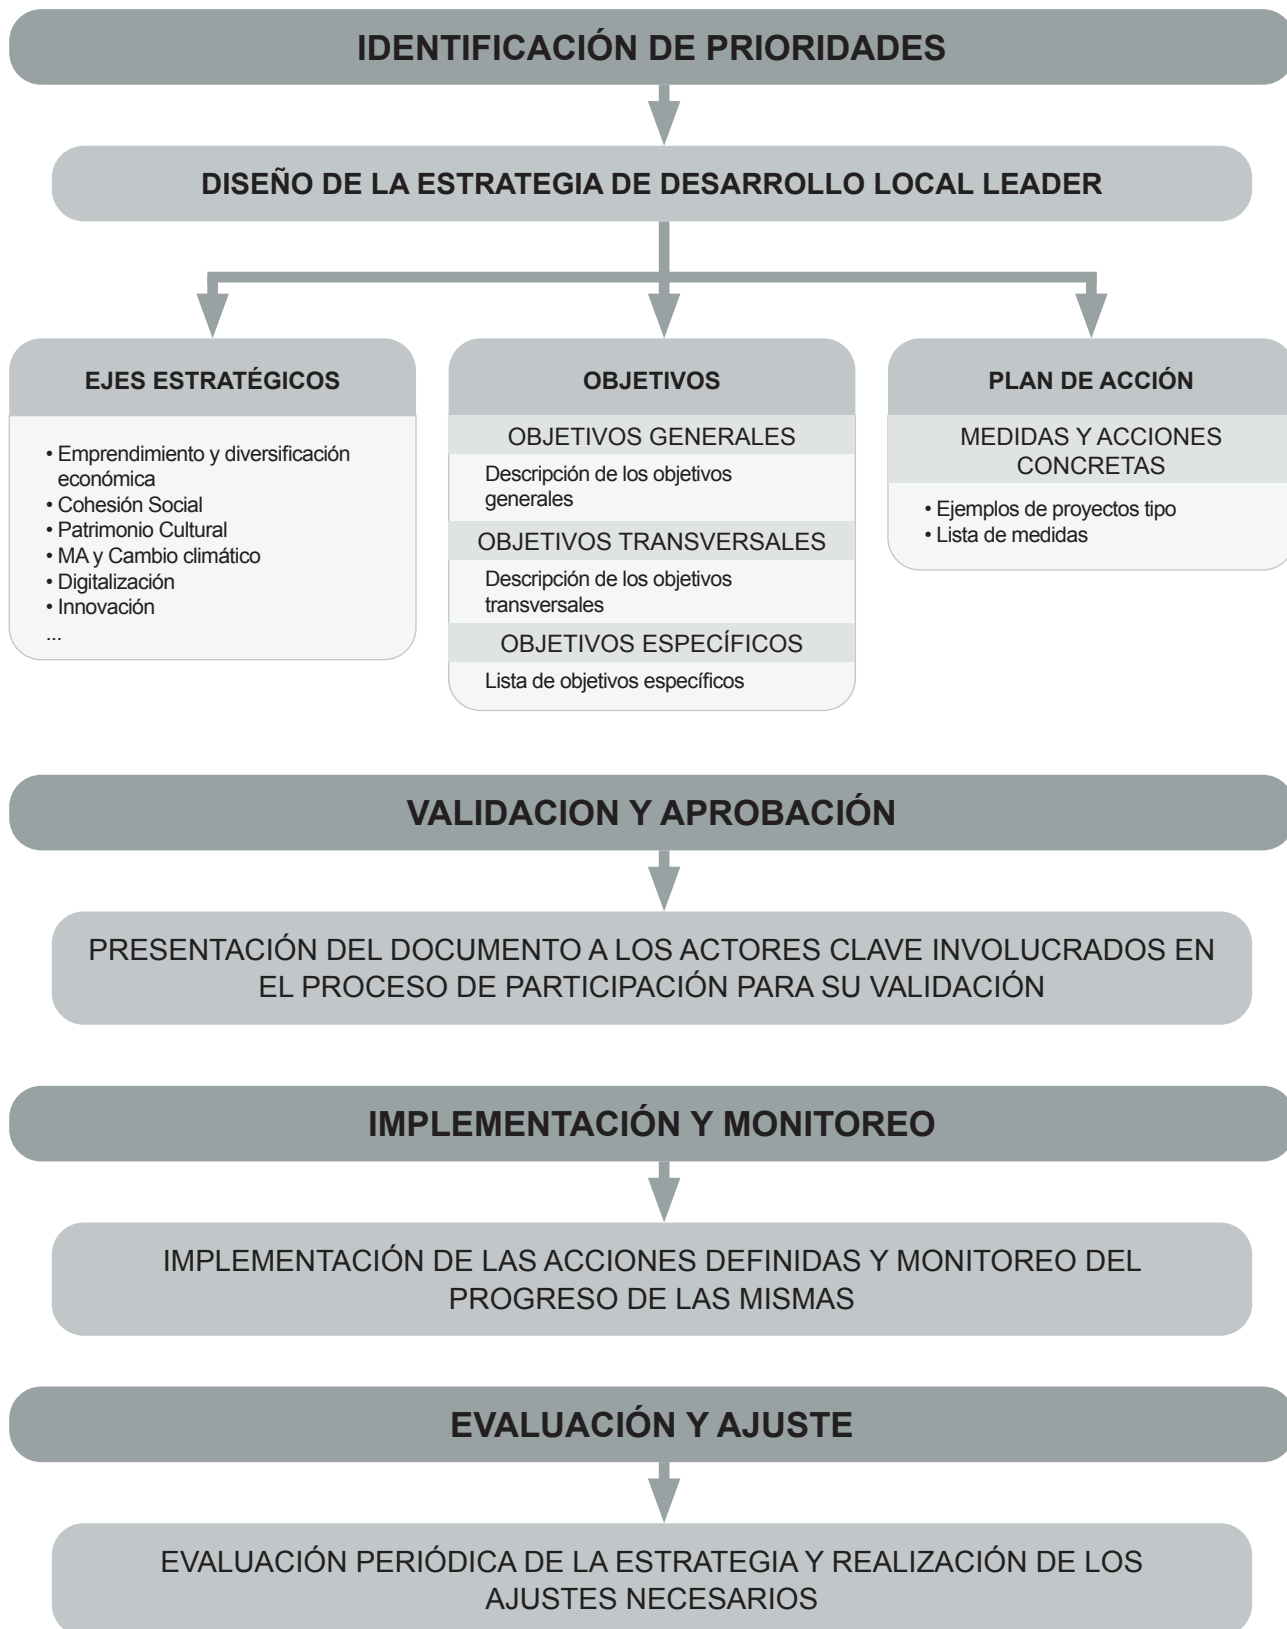 IDENTIFICACIÓN DE PRIORIDADES
DISEÑO DE LA ESTRATEGIA DE DESARROLLO LOCAL LEADER
EJES ESTRATÉGICOS
• Emprendimiento y diversificación
económica
• Cohesión Social
• Patrimonio Cultural
• MA y Cambio climático
• Digitalización
• Innovación
...
OBJETIVOS
OBJETIVOS GENERALES
Descripción de los objetivos
generales
OBJETIVOS TRANSVERSALES
Descripción de los objetivos
transversales
OBJETIVOS ESPECÍFICOS
Lista de objetivos específicos
PLAN DE ACCIÓN
MEDIDAS Y ACCIONES
CONCRETAS
• Ejemplos de proyectos tipo
• Lista de medidas
VALIDACION Y APROBACIÓN
PRESENTACIÓN DEL DOCUMENTO A LOS ACTORES CLAVE INVOLUCRADOS EN
EL PROCESO DE PARTICIPACIÓN PARA SU VALIDACIÓN
IMPLEMENTACIÓN Y MONITOREO
IMPLEMENTACIÓN DE LAS ACCIONES DEFINIDAS Y MONITOREO DEL
PROGRESO DE LAS MISMAS
EVALUACIÓN Y AJUSTE
EVALUACIÓN PERIÓDICA DE LA ESTRATEGIA Y REALIZACIÓN DE LOS
AJUSTES NECESARIOS